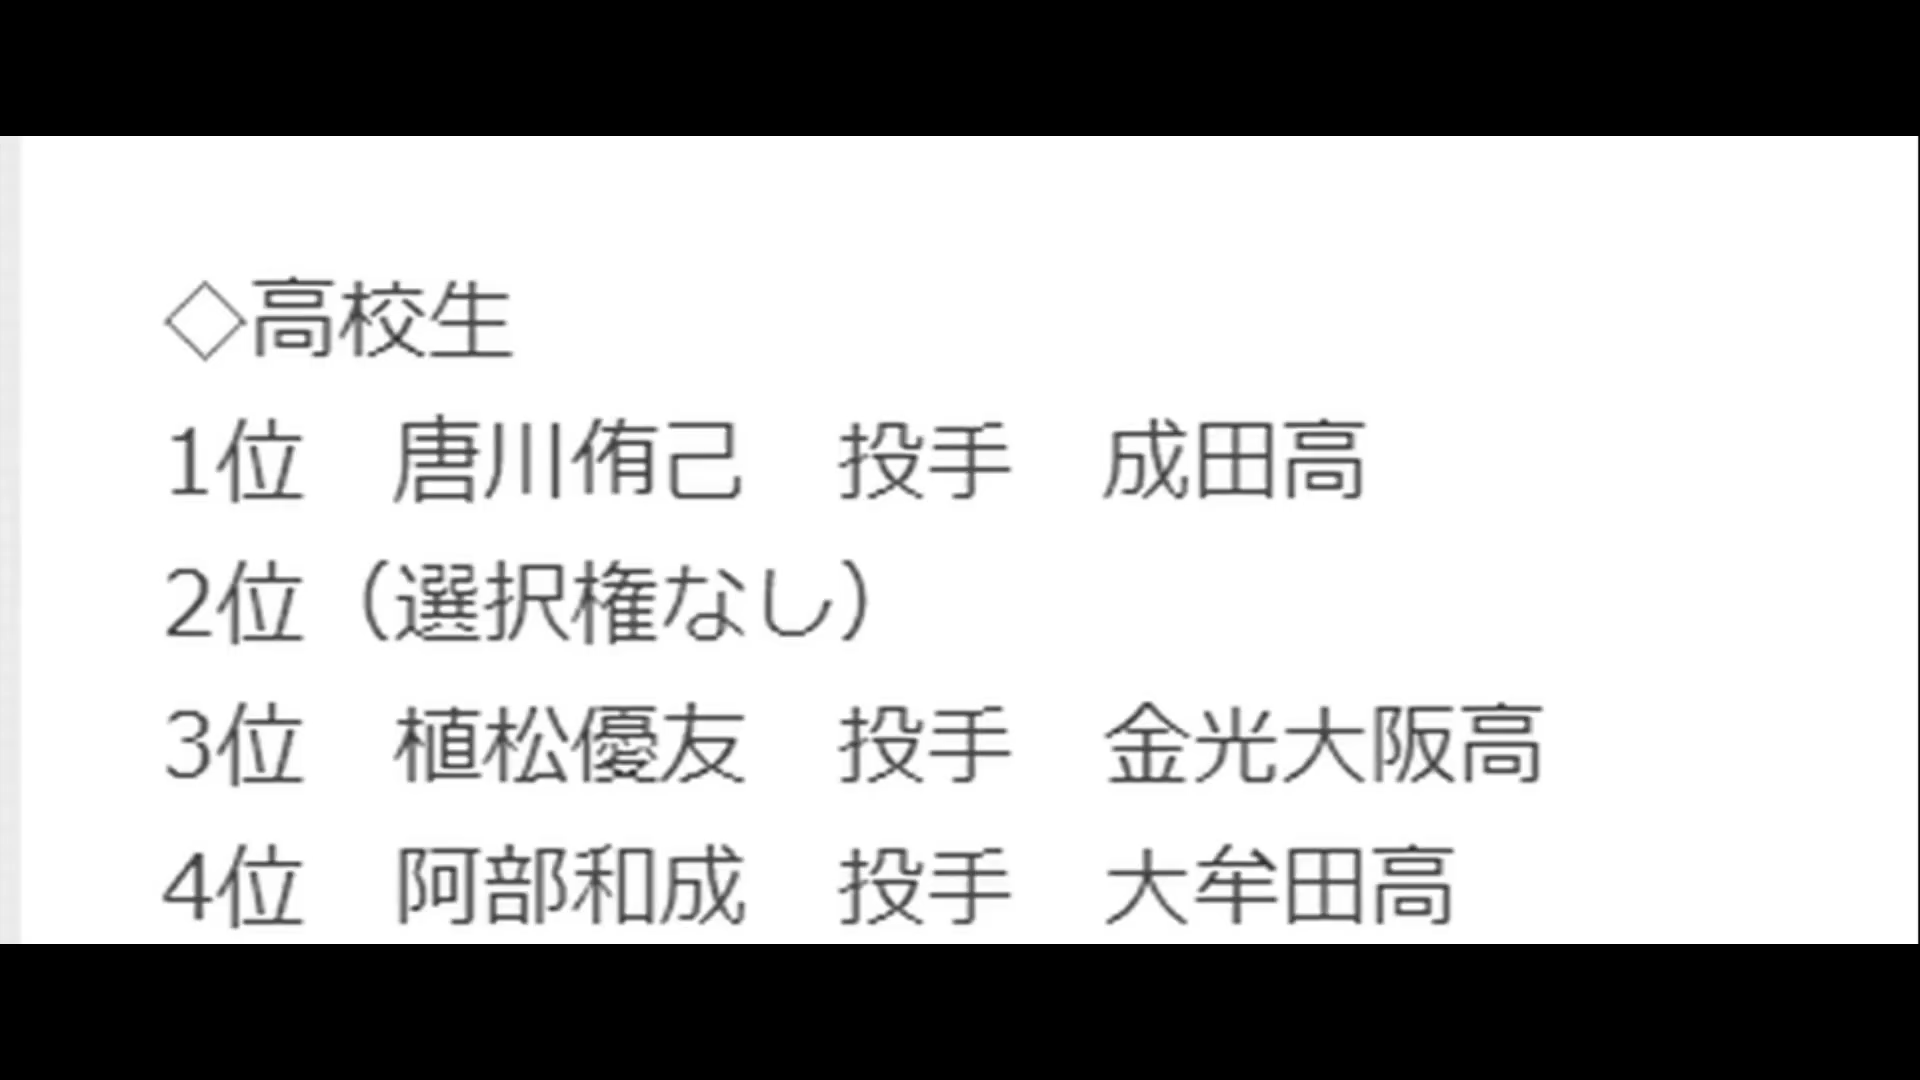 ◇高校生
1位　唐川侑己　投手　成田高
2位（選択権なし）
3位　植松優友　投手　金光大阪高
4位　阿部和成　投手　大牟田高